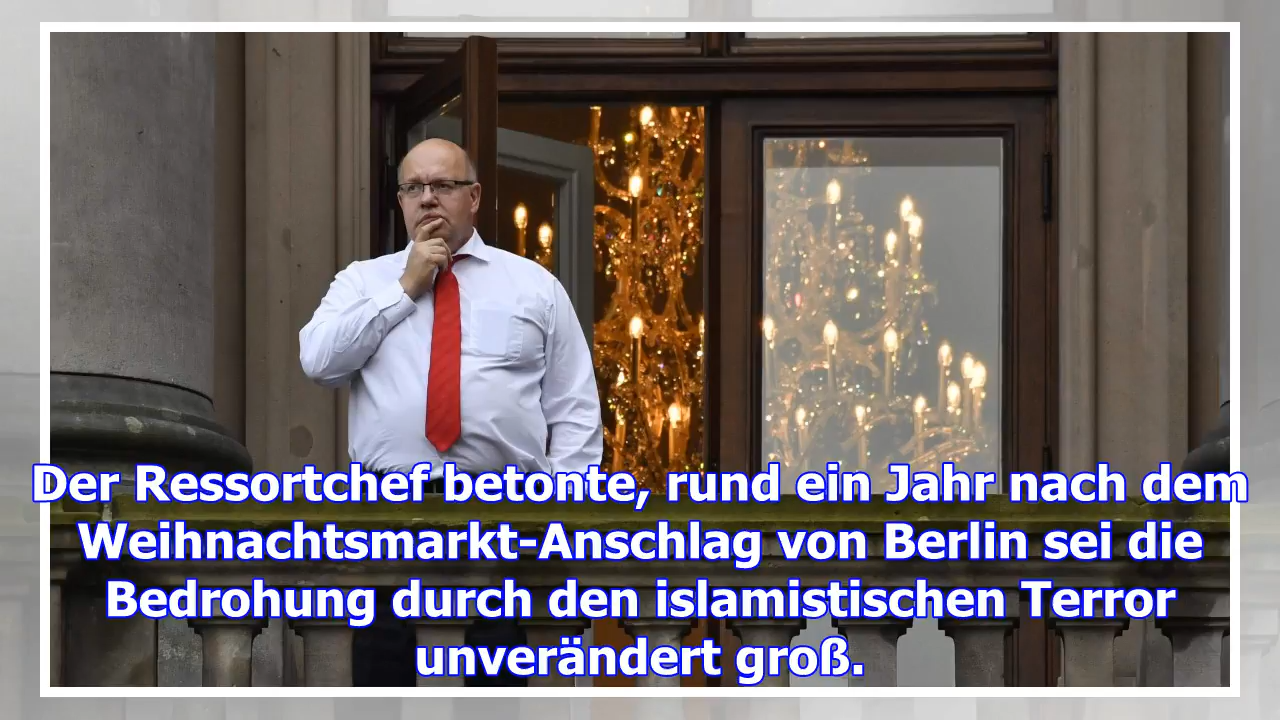 Der Ressortchef betonte, rund ein Jahr nach dem
Weihnachtsmarkt-Anschlag von Berlin sei die
Bedrohung durch den islamistischen Terror
unverändert groß.